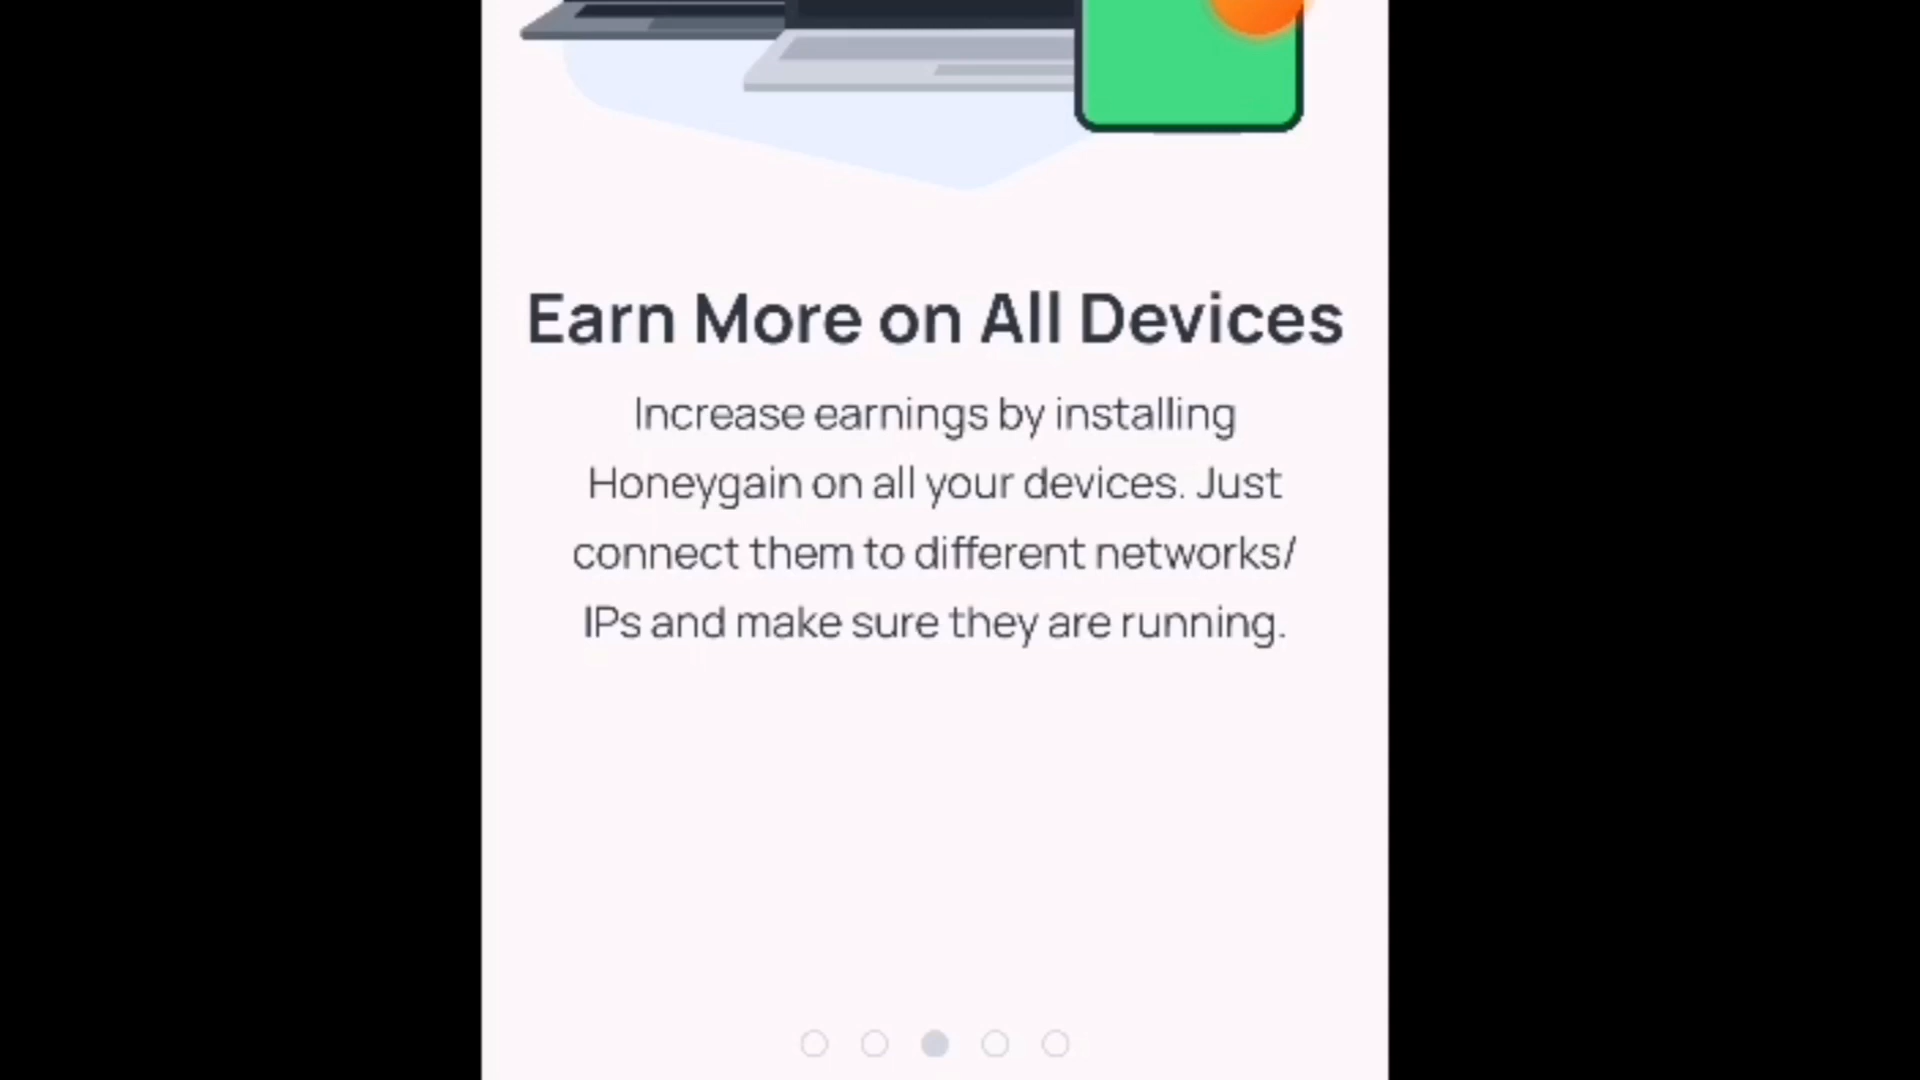 Earn More on All Devices
Increase earnings by installing
Honeygain on all your devices. Just
connect them to different networks/
IPs and make sure they are running.